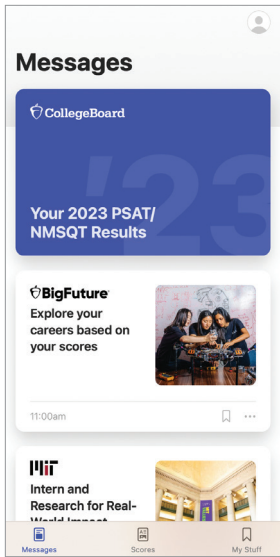 Messages
CollegeBoard
'23
Your 2023 PSAT/
NMSQT Results
BigFuture
Explore your
careers based on
your scores
11:00am
MIT
Intern and
Research for Real-
World Impact
Messages
Scores
My Stuff